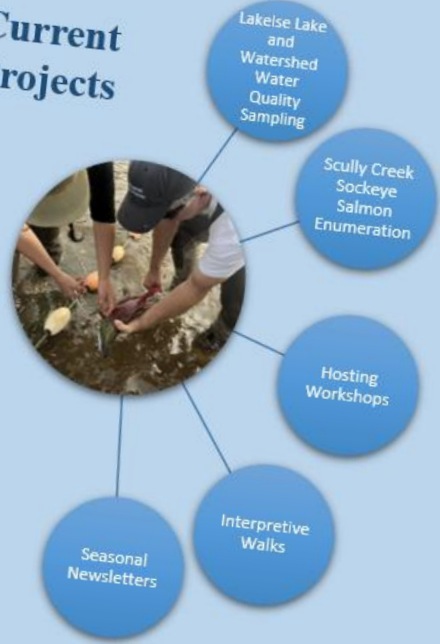 Current
Projects
Lakelse Lake
and
Watershed
Water
Quality
Sampling
Scully Creek
Sockeye
Salmon
Enumeration
Hosting
Workshops
Interpretive
Walks
Seasonal
Newsletters